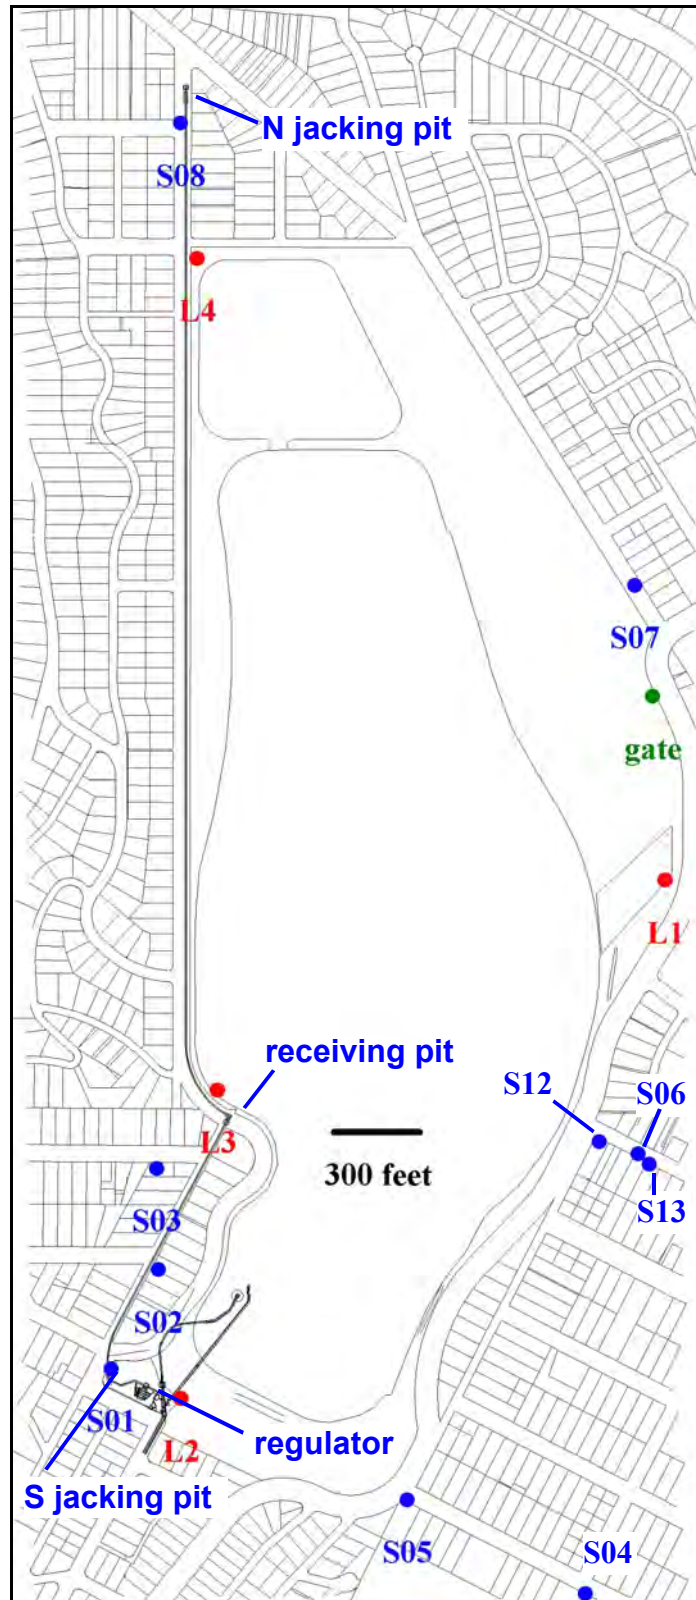 N jacking pit
S08
L4
S07
gate
L1
receiving pit
S12
S06
L3
300 feet
S13
S03
S02
S01
regulator
L2
S jacking pit
S05
S04